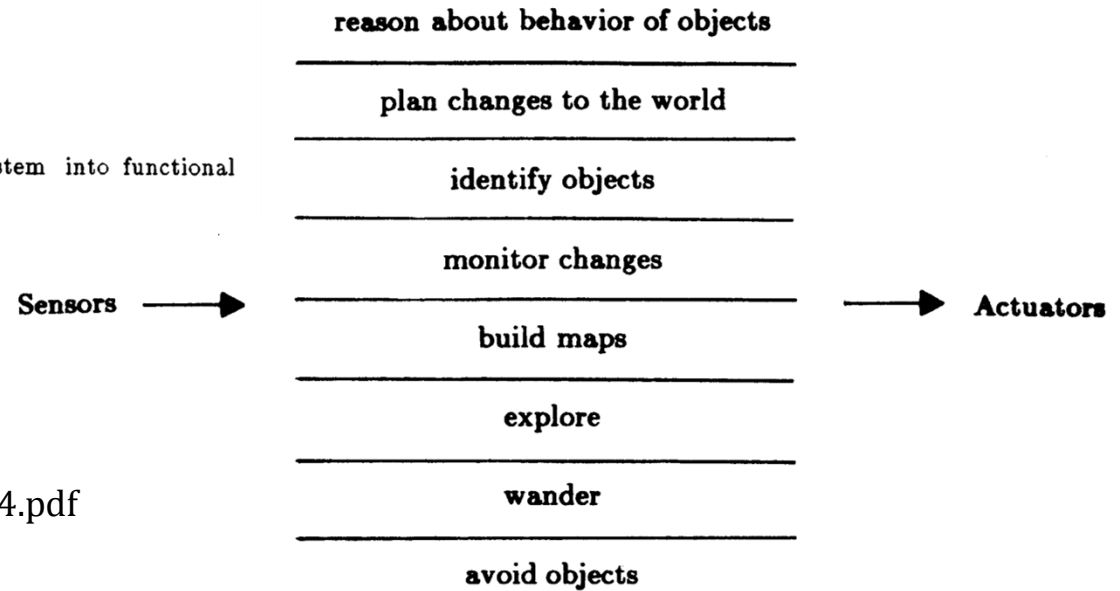 reason about behavior of objects
plan changes to the world
into functional
identify objects
monitor changes
Sensors
Actuators
build maps
explore
wander
4.pdf
avoid objects